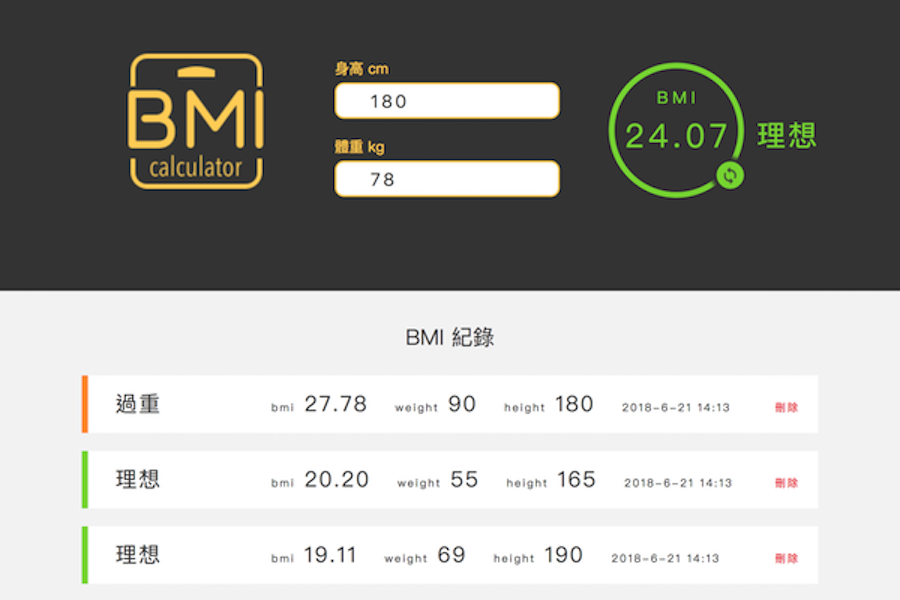 BMI
calculator
身高 cm
180
體重 kg
78
BMI
24.07
理想
BMI 紀錄
過重 bmi 27.78 weight 90 height 180 2018-6-21 14:13 刪除
理想 bmi 20.20 weight 55 height 165 2018-6-21 14:13 刪除
理想 bmi 19.11 weight 69 height 190 2018-6-21 14:13 刪除